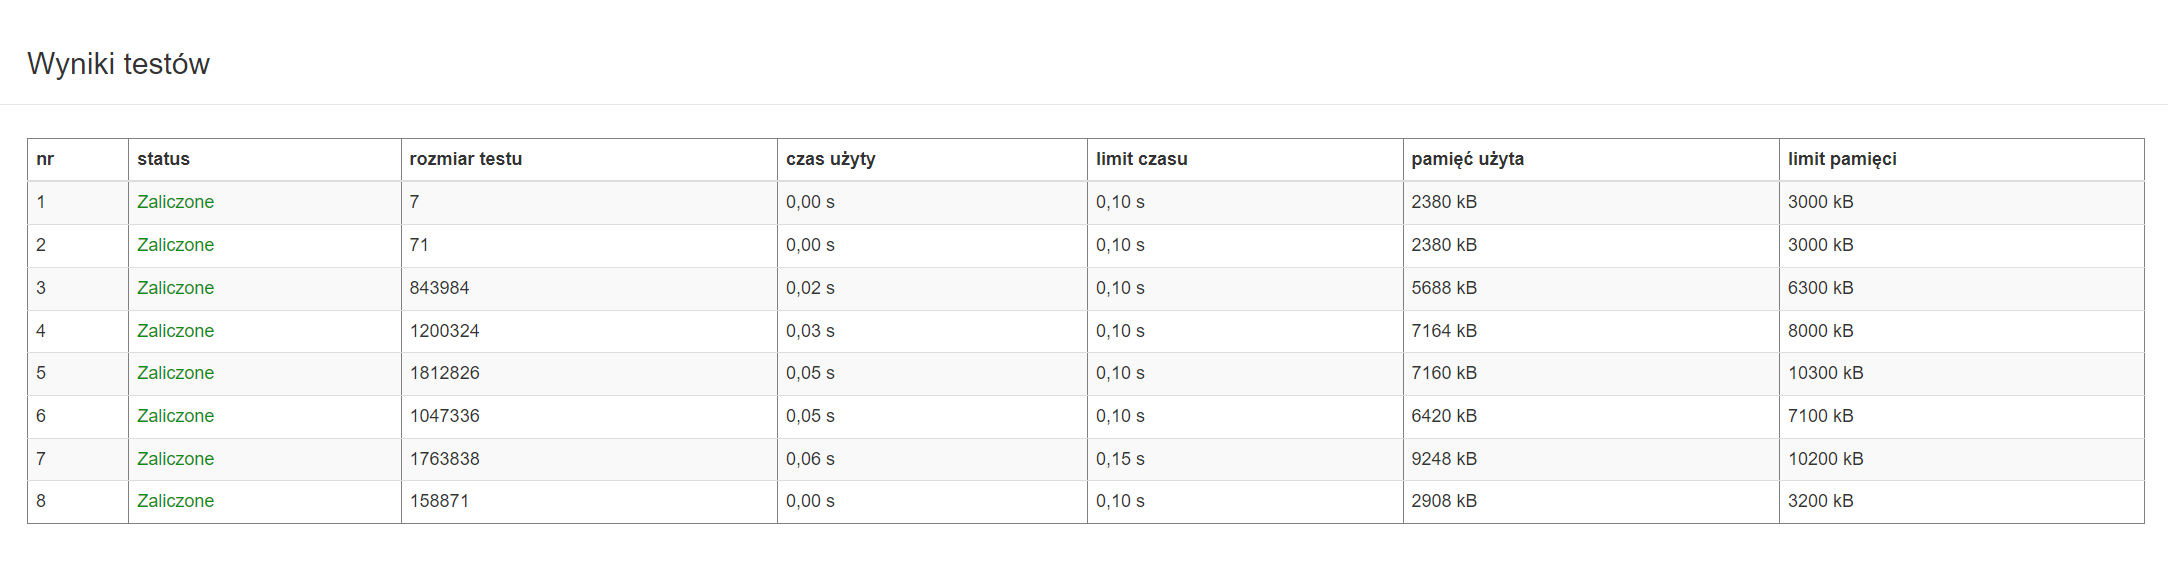 Wyniki testów
nr status rozmiar testu czas użyty limit czasu pamięć użyta limit pamięci
1 Zaliczone 7 0,00 s 0,10 s 2380 kB 3000 kB
2 Zaliczone 71 0,00 s 0,10 s 2380 kB 3000 kB
3 Zaliczone 843984 0,02 s 0,10 s 5688 kB 6300 kB
4 Zaliczone 1200324 0,03 s 0,10 s 7164 kB 8000 kB
5 Zaliczone 1812826 0,05 s 0,10 s 7160 kB 10300 kB
6 Zaliczone 1047336 0,05 s 0,10 s 6420 kB 7100 kB
7 Zaliczone 1763838 0,06 s 0,15 s 9248 kB 10200 kB
8 Zaliczone 158871 0,00 s 0,10 s 2908 kB 3200 kB